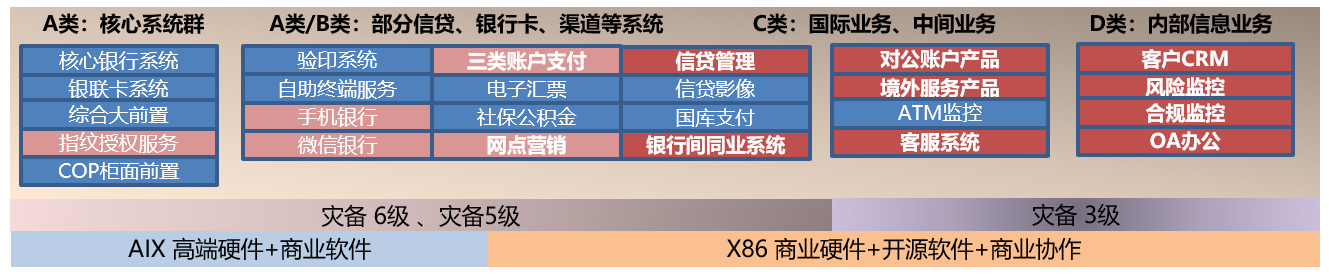 A类：核心系统群
A类/B类：部分信贷、银行卡、渠道等系统
C类：国际业务、中间业务
D类：内部信息业务
核心银行系统
银联卡系统
综合大前置
指纹授权服务
COP柜面前置
验印系统
三类账户支付
信贷管理
自助终端服务
电子汇票
信贷影像
手机银行
社保公积金
国库支付
微信银行
网点营销
银行间同业系统
对公账户产品
境外服务产品
ATM监控
客服系统
客户CRM
风险监控
合规监控
OA办公
灾备 6级 、灾备5级
灾备 3级
AIX 高端硬件+商业软件
X86 商业硬件+开源软件+商业协作